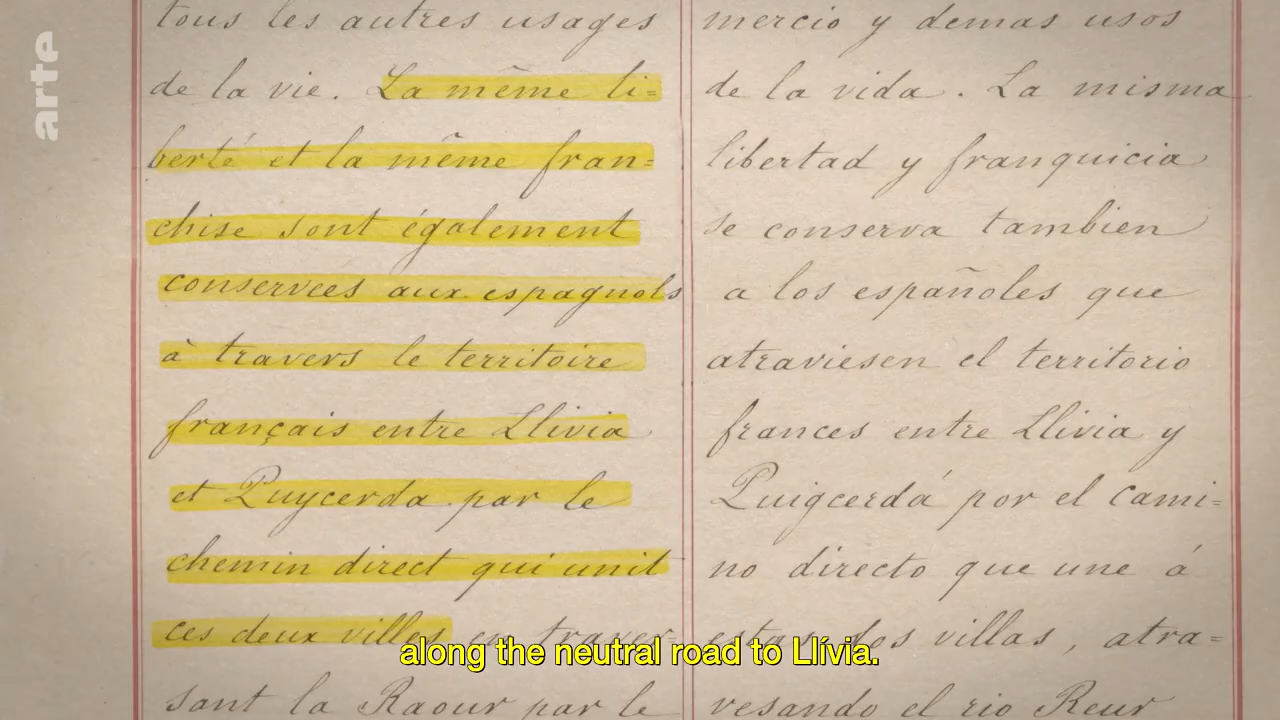 arte
tous les autres usages
de la vie. La même li=
berté et la même fran=
chise sont également
conservées aux espagnols
à travers le territoire
français entre Llivia
et Puycerda par le
chemin direct qui unit
ces deux villes en traver=
sant la Raour par le
mercio y demas usos
de la vida. La misma
libertad y franquicia
se conserva tambien
a los españoles que
atraviesen el territorio
frances entre Llivia y
Puigcerdá por el cami=
no directo que une á
estas dos villas, atra=
vesando el rio Reur
along the neutral road to Llívia.